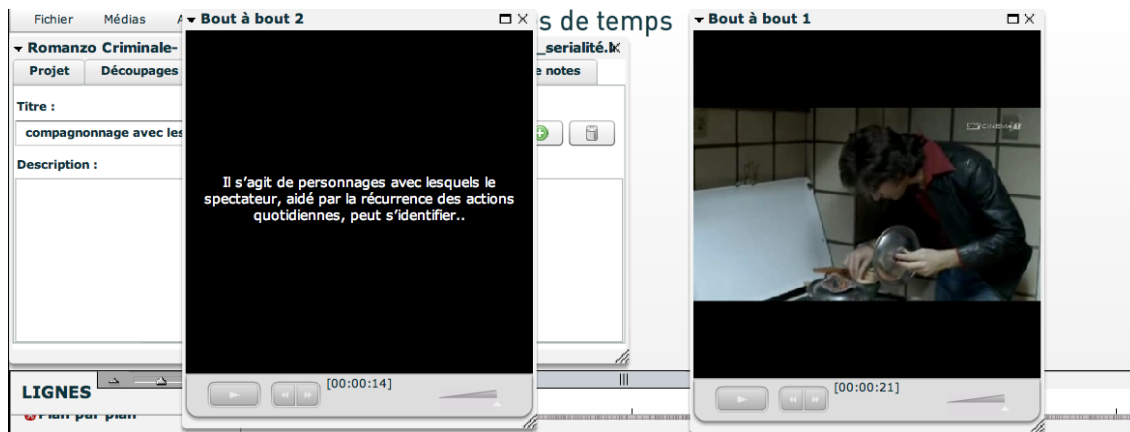 Fichier Médias
Bout à bout 2
s de temps
Bout à bout 1
Romanzo Criminale-
_serialité.
Projet Découpages
e notes
Titre :
compagnonnage avec les
Description :
Il s’agit de personnages avec lesquels le
spectateur, aidé par la récurrence des actions
quotidiennes, peut s’identifier..
CINEMA 1
[00:00:14]
[00:00:21]
LIGNES
Plan par plan